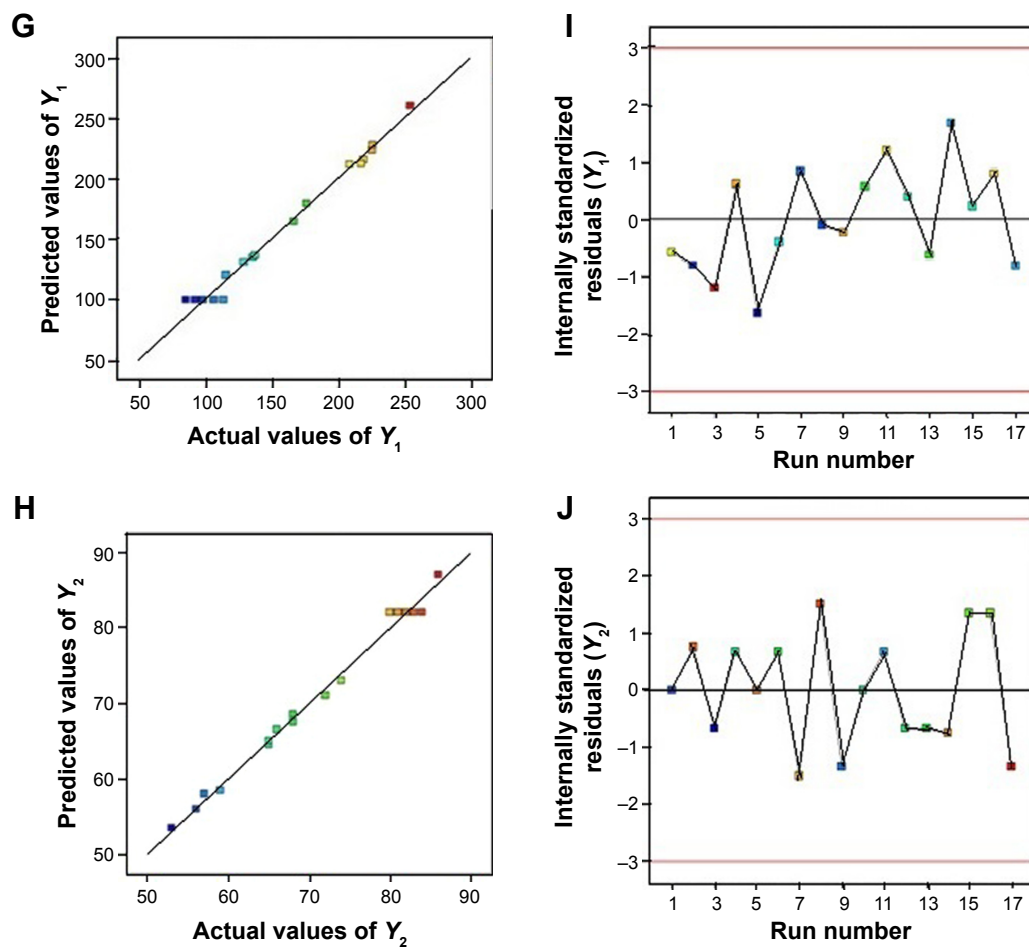 G
Predicted values of Y1
300
250
200
150
100
50
50 100 150 200 250 300
Actual values of Y1
I
Internally standardized
residuals (Y1)
3
2
1
0
–1
–2
–3
1 3 5 7 9 11 13 15 17
Run number
H
Predicted values of Y2
90
80
70
60
50
50 60 70 80 90
Actual values of Y2
J
Internally standardized
residuals (Y2)
3
2
1
0
–1
–2
–3
1 3 5 7 9 11 13 15 17
Run number